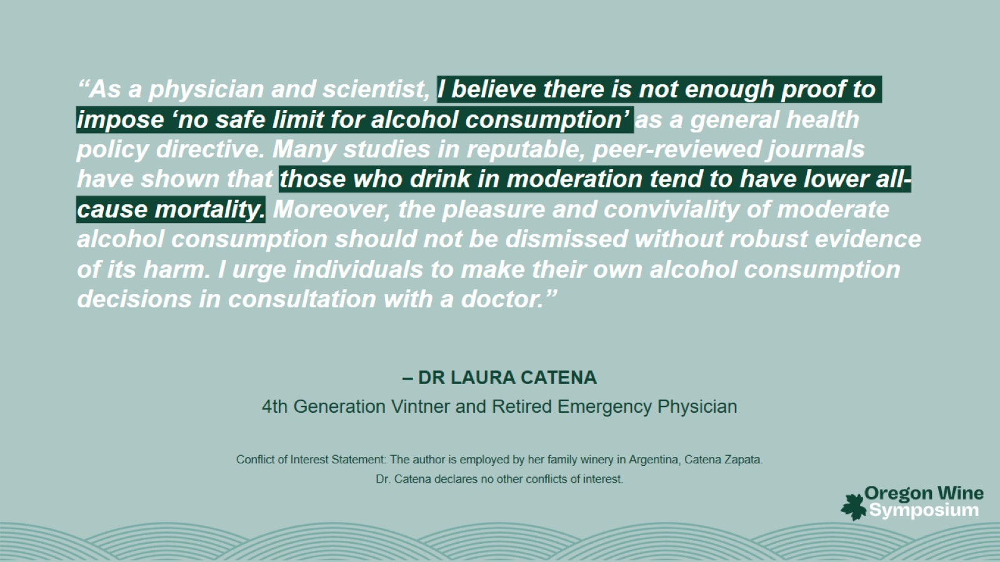 “As a physician and scientist, I believe there is not enough proof to
impose ‘no safe limit for alcohol consumption’ as a general health
policy directive. Many studies in reputable, peer-reviewed journals
have shown that those who drink in moderation tend to have lower all-
cause mortality. Moreover, the pleasure and conviviality of moderate
alcohol consumption should not be dismissed without robust evidence
of its harm. I urge individuals to make their own alcohol consumption
decisions in consultation with a doctor.”
– DR LAURA CATENA
4th Generation Vintner and Retired Emergency Physician
Conflict of Interest Statement: The author is employed by her family winery in Argentina, Catena Zapata.
Dr. Catena declares no other conflicts of interest.
Oregon Wine
Symposium